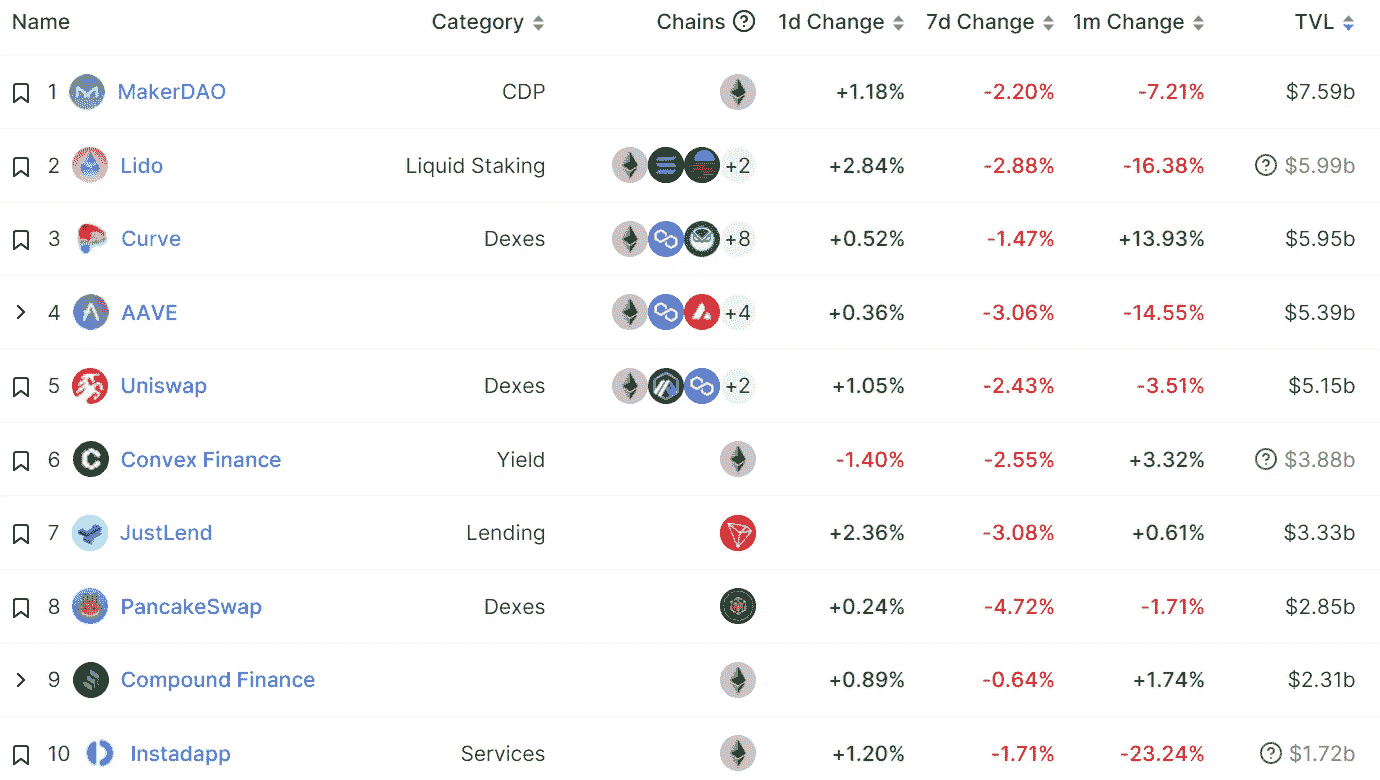 Name Category Chains ? 1d Change 7d Change 1m Change TVL
1 MakerDAO CDP +1.18% -2.20% -7.21% $7.59b
2 Lido Liquid Staking +2 +2.84% -2.88% -16.38% ? $5.99b
3 Curve Dexes +8 +0.52% -1.47% +13.93% $5.95b
4 AAVE +4 +0.36% -3.06% -14.55% $5.39b
5 Uniswap Dexes +2 +1.05% -2.43% -3.51% $5.15b
6 Convex Finance Yield -1.40% -2.55% +3.32% ? $3.88b
7 JustLend Lending +2.36% -3.08% +0.61% $3.33b
8 PancakeSwap Dexes +0.24% -4.72% -1.71% $2.85b
9 Compound Finance +0.89% -0.64% +1.74% $2.31b
10 Instadapp Services +1.20% -1.71% -23.24% ? $1.72b